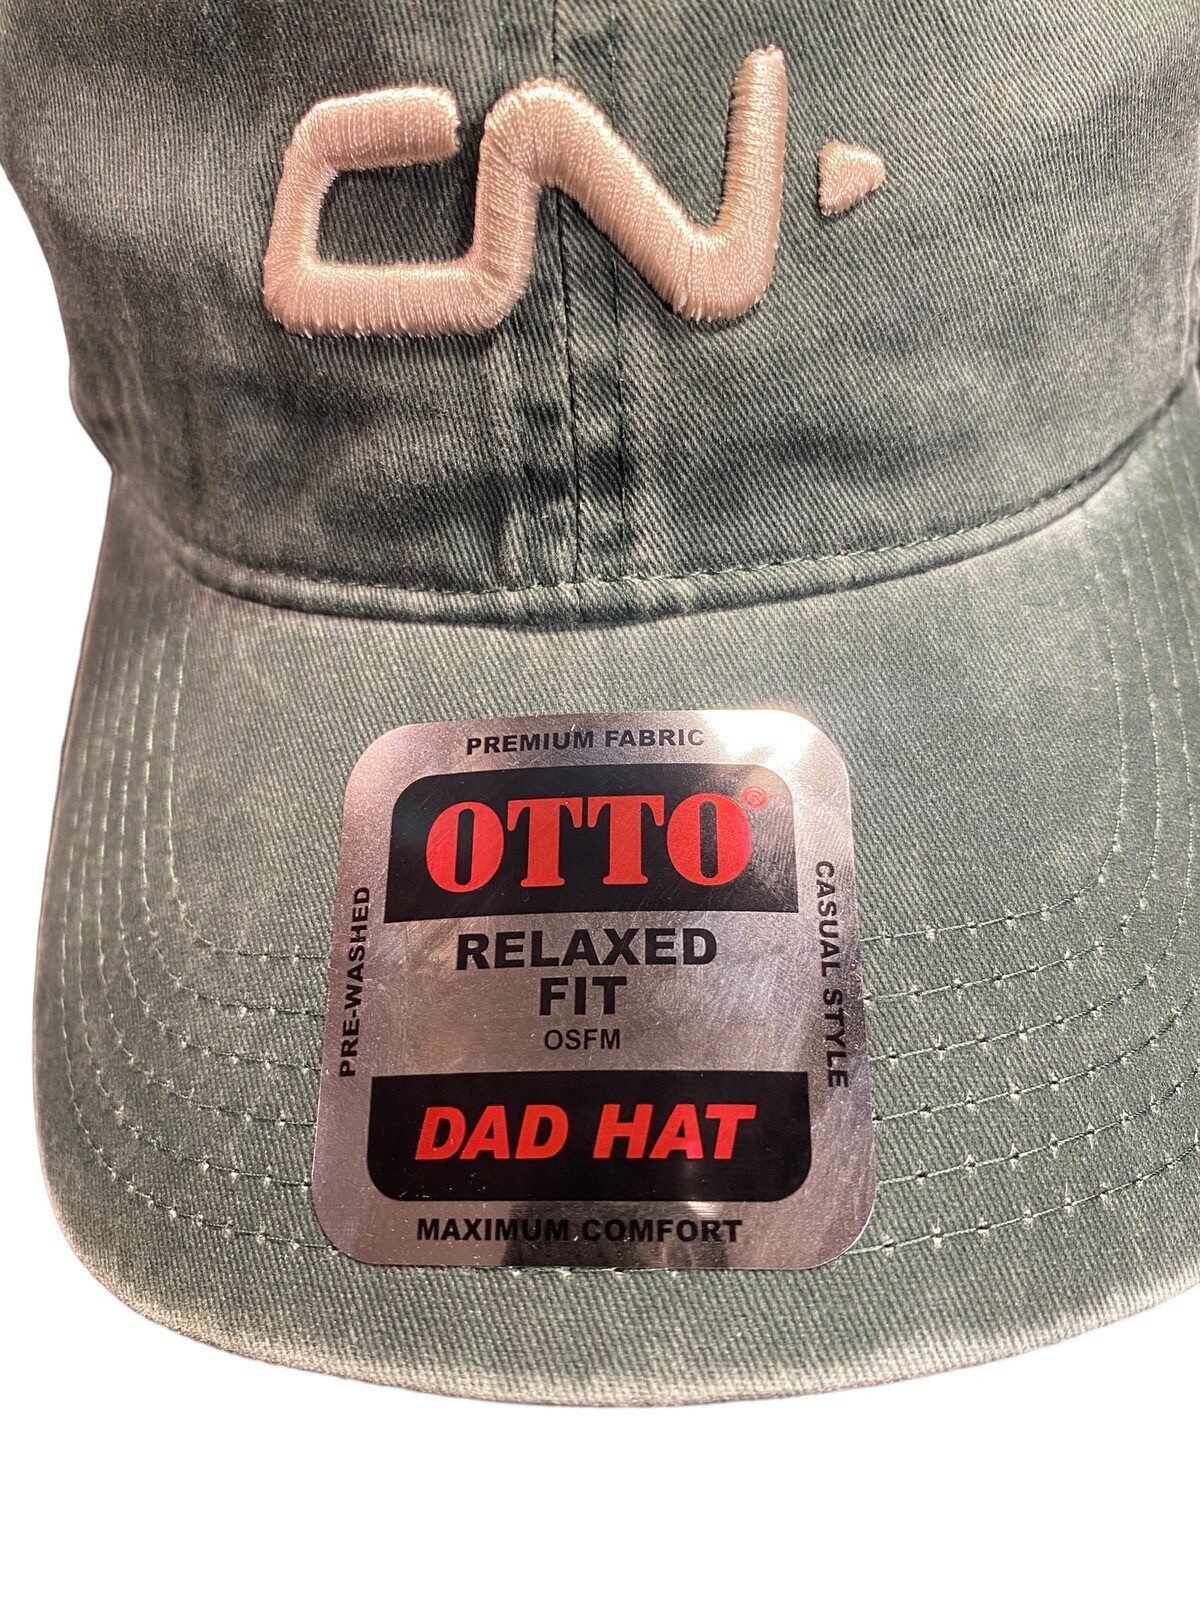 CN
PREMIUM FABRIC
OTTO®
PRE-WASHED
CASUAL STYLE
RELAXED
FIT
OSFM
DAD HAT
MAXIMUM COMFORT